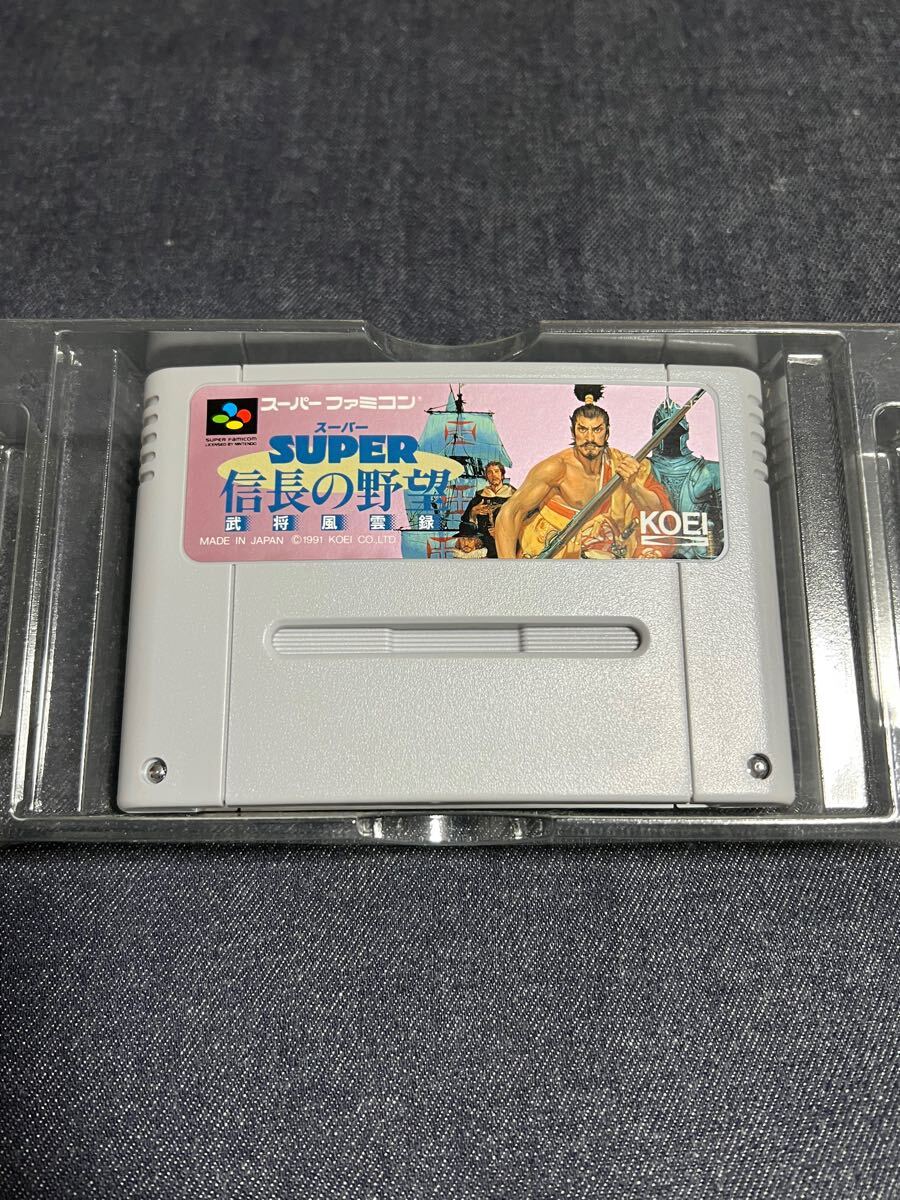 スーパーファミコン®
SUPER FAMICOM
LICENSED BY NINTENDO
スーパー
SUPER
信長の野望
武将風雲録
MADE IN JAPAN ©1991 KOEI CO.,LTD.
KOEI